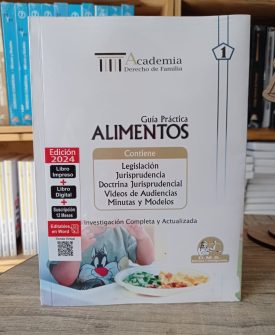 Academia
Derecho de Familia
1
Guía Práctica
ALIMENTOS
Contiene
Legislación
Jurisprudencia
Doctrina Jurisprudencial
Videos de Audiencias
Minutas y Modelos
Edición
2024
Libro
Impreso
+
Libro
Digital
+
Suscripción
12 Meses
Editables
en Word
Investigación Completa y Actualizada